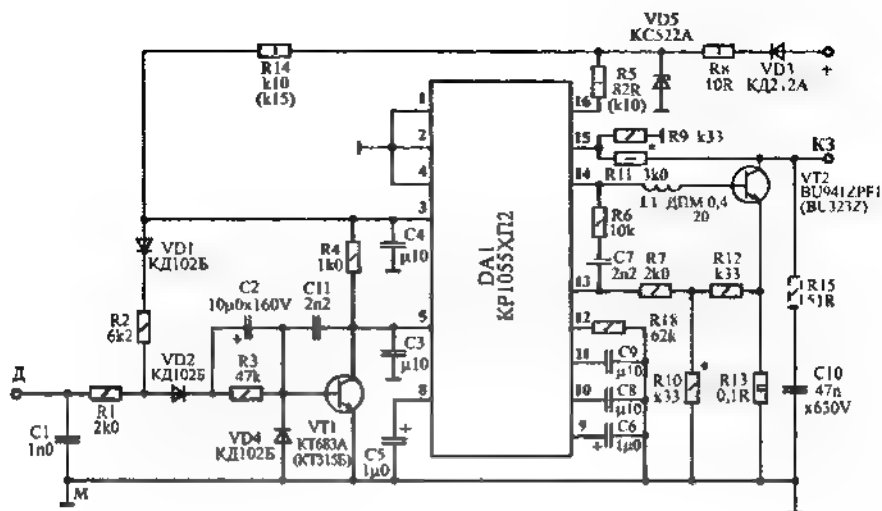 VD5
KC522A
R14
k10
(k15)
R5
82R
(k10)
R8
10R
VD3
КД212А
+
1
2
4
3
5
8
16
15
14
13
12
11
10
9
DA1
КР1055ХП2
R9 k33
*
R11 3k0
КЗ
VT2
BU941ZPF1
(BU323Z)
L1 ДПМ 0,4
20
R6
10k
C7
2n2
R7
2k0
R12
k33
R15
51R
R18
62k
C9
µ10
C8
µ10
C6
1µ0
+
R10
k33
*
R13
0,1R
C10
47n
x630V
VD1
КД102Б
R4
1k0
C4
µ10
C2
10µ0x160V
+
C11
2n2
C3
µ10
R2
6k2
VD2
КД102Б
R3
47k
Д
R1
2k0
C1
1n0
VD4
КД102Б
VT1
КТ683А
(КТ315Б)
C5
1µ0
+
М